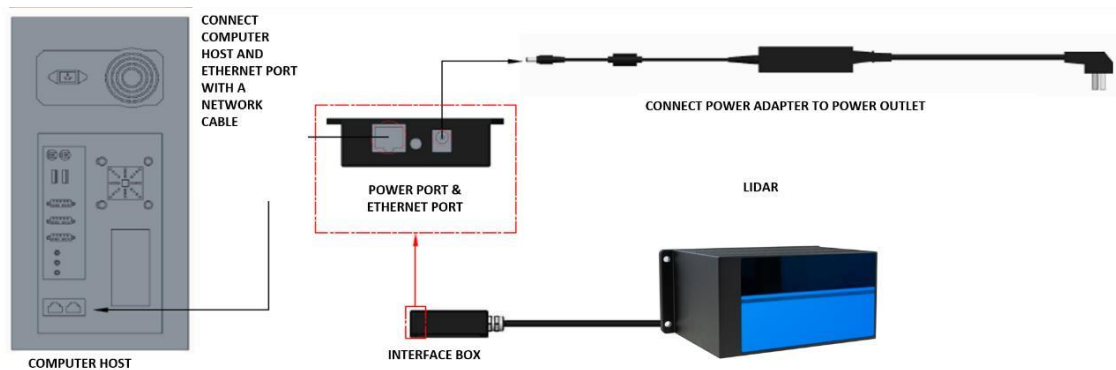 CONNECT
COMPUTER
HOST AND
ETHERNET PORT
WITH A
NETWORK
CABLE
CONNECT POWER ADAPTER TO POWER OUTLET
POWER PORT &
ETHERNET PORT
LIDAR
INTERFACE BOX
COMPUTER HOST